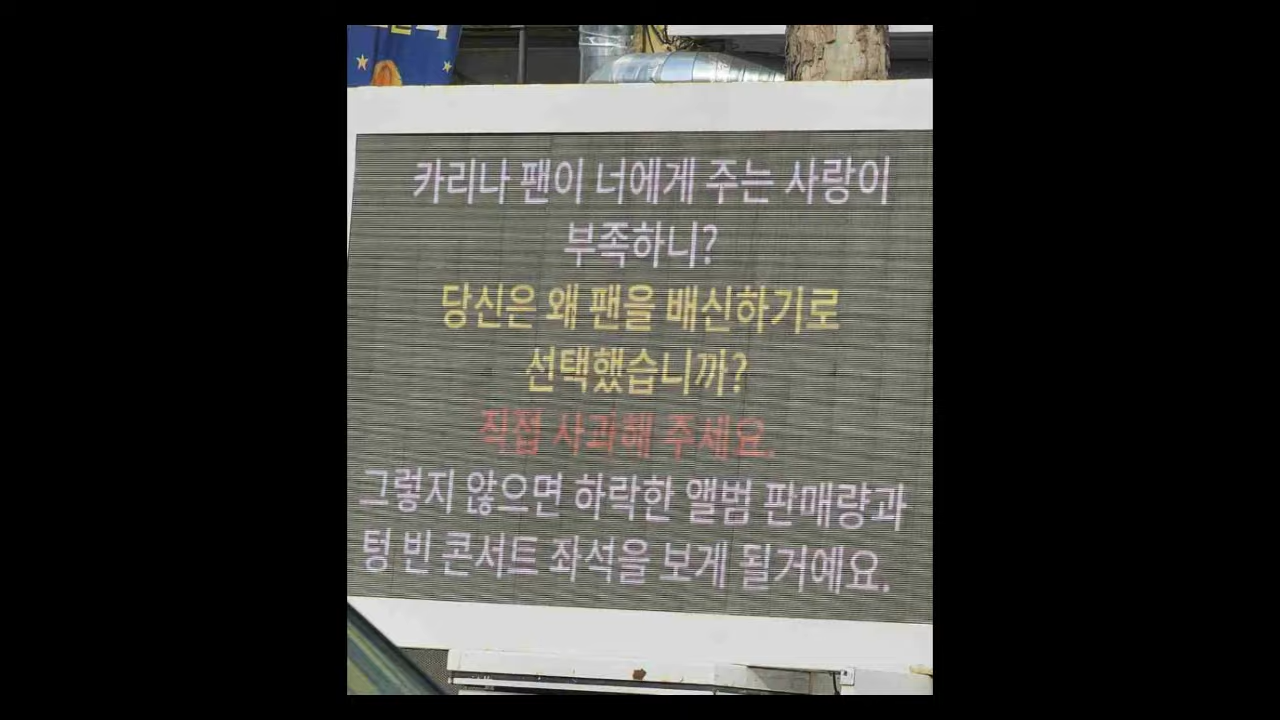 카리나 팬이 너에게 주는 사랑이
부족하니?
당신은 왜 팬을 배신하기로
선택했습니까?
직접 사과해 주세요.
그렇지 않으면 하락한 앨범 판매량과
텅 빈 콘서트 좌석을 보게 될거예요.